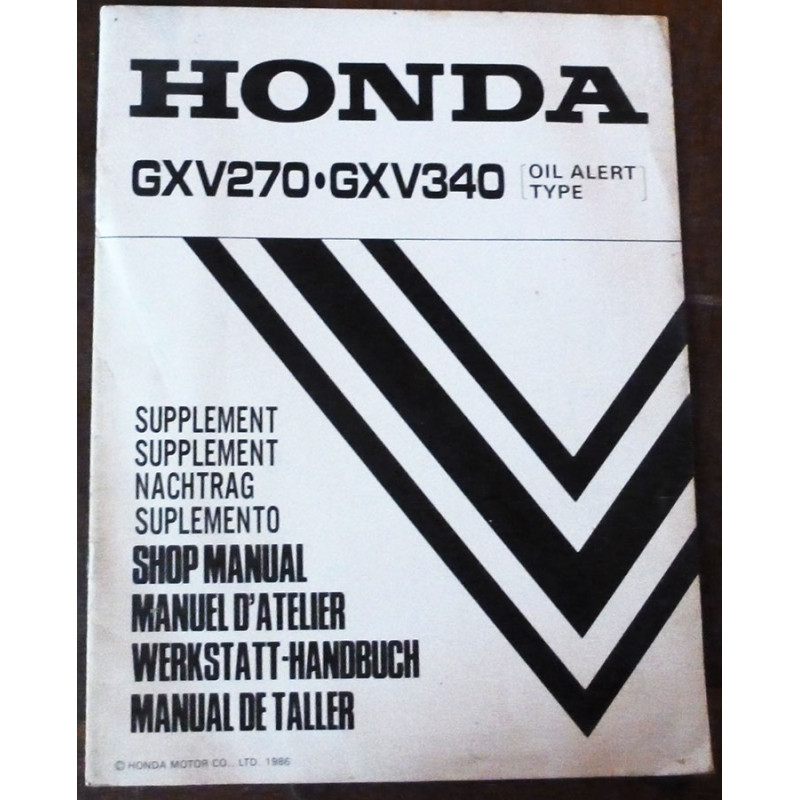 HONDA
GXV270•GXV340 [OIL ALERT TYPE]
SUPPLEMENT
SUPPLEMENT
NACHTRAG
SUPLEMENTO
SHOP MANUAL
MANUEL D'ATELIER
WERKSTATT-HANDBUCH
MANUAL DE TALLER
© HONDA MOTOR CO., LTD. 1986